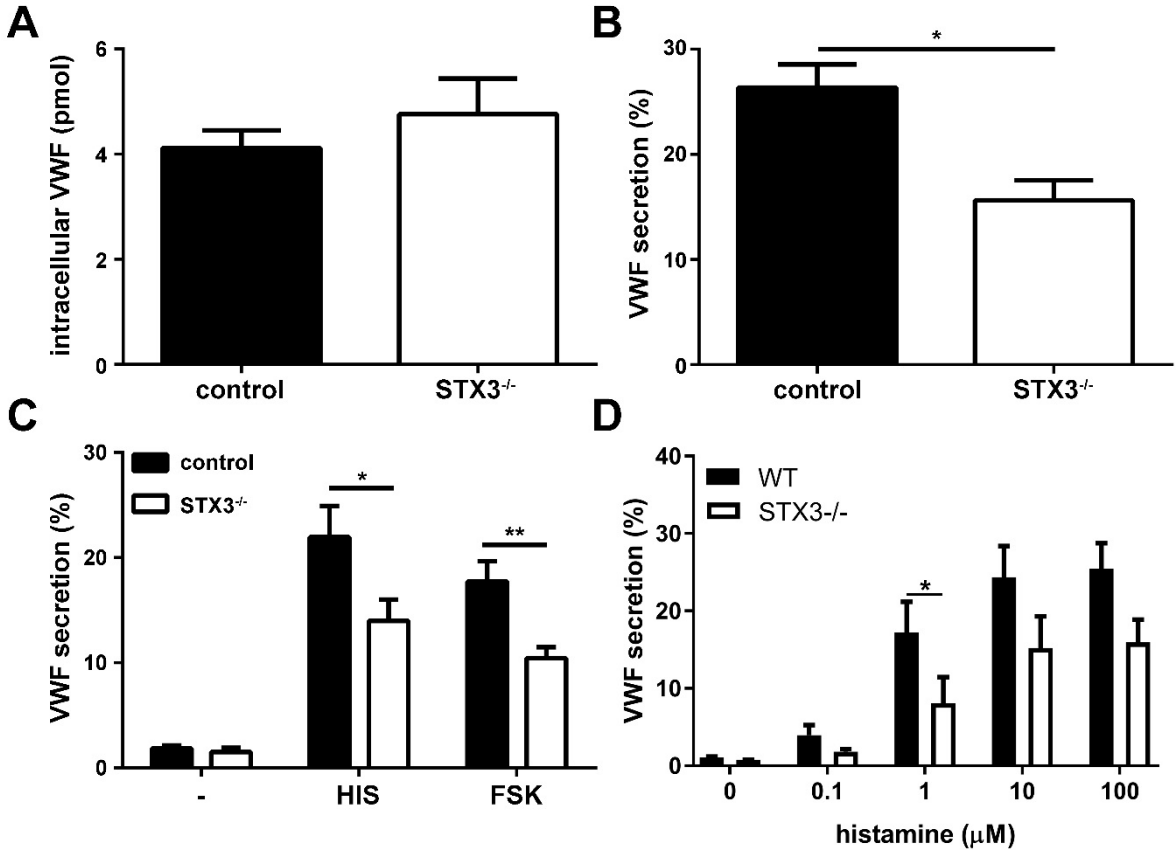 A
intracellular VWF (pmol)
6
4
2
0
control
STX3-/-
B
*
VWF secretion (%)
30
20
10
0
control
STX3-/-
C
control
STX3-/-
*
**
VWF secretion (%)
30
20
10
0
-
HIS
FSK
D
WT
STX3-/-
*
VWF secretion (%)
40
30
20
10
0
0
0.1
1
10
100
histamine (μM)